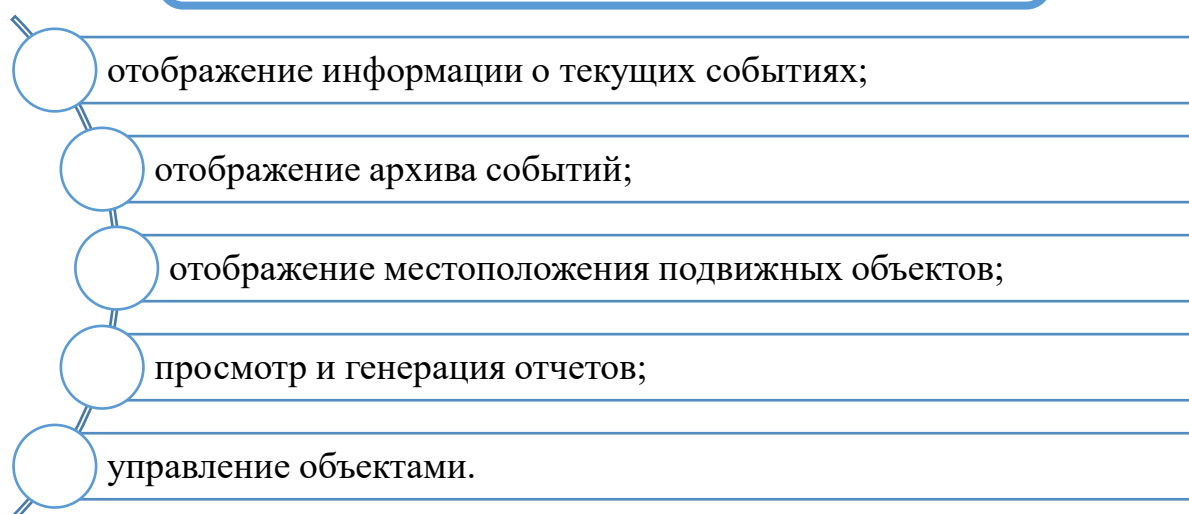 отображение информации о текущих событиях;
отображение архива событий;
отображение местоположения подвижных объектов;
просмотр и генерация отчетов;
управление объектами.